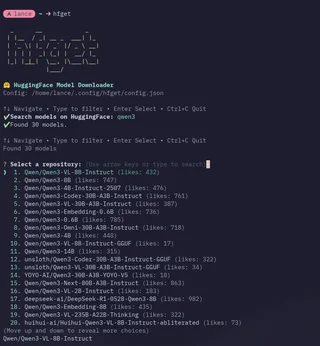 lance ~ → hfget
hfget
🤗 HuggingFace Model Downloader
Config: /home/lance/.config/hfget/config.json
↑↓ Navigate • Type to filter • Enter Select • Ctrl+C Quit
✔Search models on HuggingFace: qwen3
✔Found 30 models.
↑↓ Navigate • Type to filter • Enter Select • Ctrl+C Quit
Found 30 models
? Select a repository: (Use arrow keys or type to search)
❯ 1. Qwen/Qwen3-VL-8B-Instruct (likes: 432)
2. Qwen/Qwen3-8B (likes: 747)
3. Qwen/Qwen3-4B-Instruct-2507 (likes: 476)
4. Qwen/Qwen3-Coder-30B-A3B-Instruct (likes: 761)
5. Qwen/Qwen3-VL-30B-A3B-Instruct (likes: 387)
6. Qwen/Qwen3-Embedding-0.6B (likes: 736)
7. Qwen/Qwen3-0.6B (likes: 785)
8. Qwen/Qwen3-Omni-30B-A3B-Instruct (likes: 718)
9. Qwen/Qwen3-4B (likes: 448)
10. Qwen/Qwen3-VL-8B-Instruct-GGUF (likes: 17)
11. Qwen/Qwen3-14B (likes: 315)
12. unsloth/Qwen3-Coder-30B-A3B-Instruct-GGUF (likes: 322)
13. unsloth/Qwen3-VL-30B-A3B-Instruct-GGUF (likes: 34)
14. YOYO-AI/Qwen3-30B-A3B-YOYO-V5 (likes: 10)
15. Qwen/Qwen3-Next-80B-A3B-Instruct (likes: 863)
16. Qwen/Qwen3-VL-2B-Instruct (likes: 183)
17. deepseek-ai/DeepSeek-R1-0528-Qwen3-8B (likes: 982)
18. Qwen/Qwen3-Embedding-8B (likes: 435)
19. Qwen/Qwen3-VL-235B-A22B-Thinking (likes: 322)
20. huihui-ai/Huihui-Qwen3-VL-8B-Instruct-abliterated (likes: 73)
(Move up and down to reveal more choices)
Qwen/Qwen3-VL-8B-Instruct